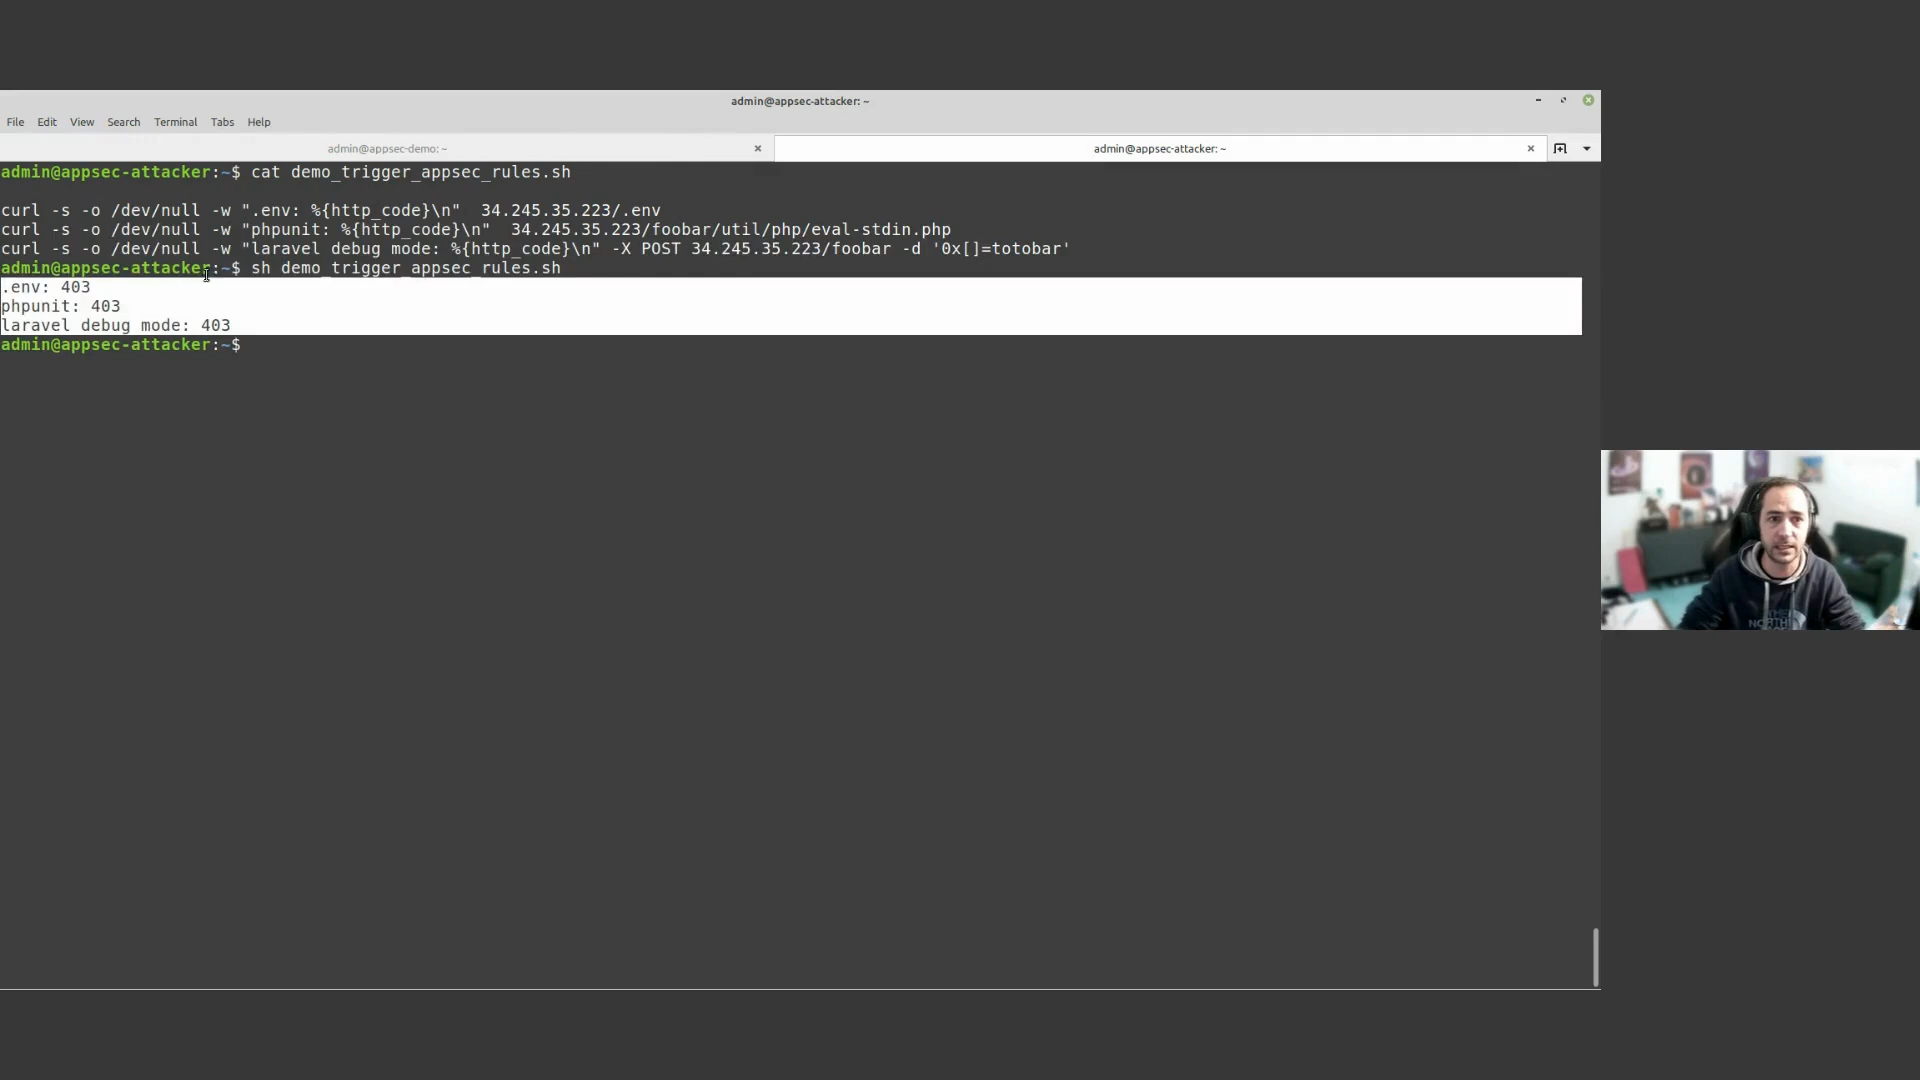 admin@appsec-attacker: ~
File Edit View Search Terminal Tabs Help
admin@appsec-demo: ~ × admin@appsec-attacker: ~ ×
admin@appsec-attacker:~$ cat demo_trigger_appsec_rules.sh
curl -s -o /dev/null -w ".env: %{http_code}\n"  34.245.35.223/.env
curl -s -o /dev/null -w "phpunit: %{http_code}\n"  34.245.35.223/foobar/util/php/eval-stdin.php
curl -s -o /dev/null -w "laravel debug mode: %{http_code}\n" -X POST 34.245.35.223/foobar -d '0x[]=totobar'
admin@appsec-attacker:~$ sh demo_trigger_appsec_rules.sh
.env: 403
phpunit: 403
laravel debug mode: 403
admin@appsec-attacker:~$
NORTH